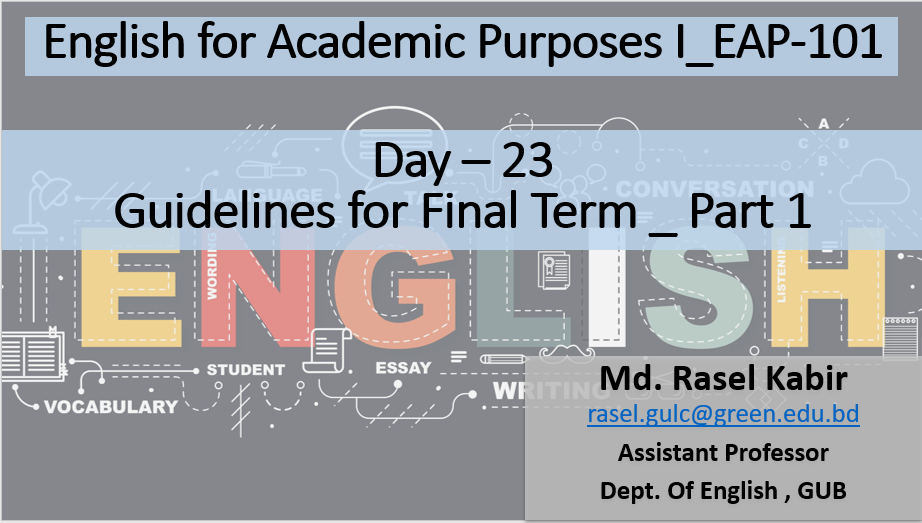 English for Academic Purposes I_EAP-101
A
C D
B
Day – 23
LANGUAGE
TALK
CONVERSATION
Guidelines for Final Term _ Part 1
ENGLISH
WORDING
LISTENING
STUDENT
ESSAY
VOCABULARY
WRITING
Md. Rasel Kabir
rasel.gulc@green.edu.bd
Assistant Professor
Dept. Of English , GUB